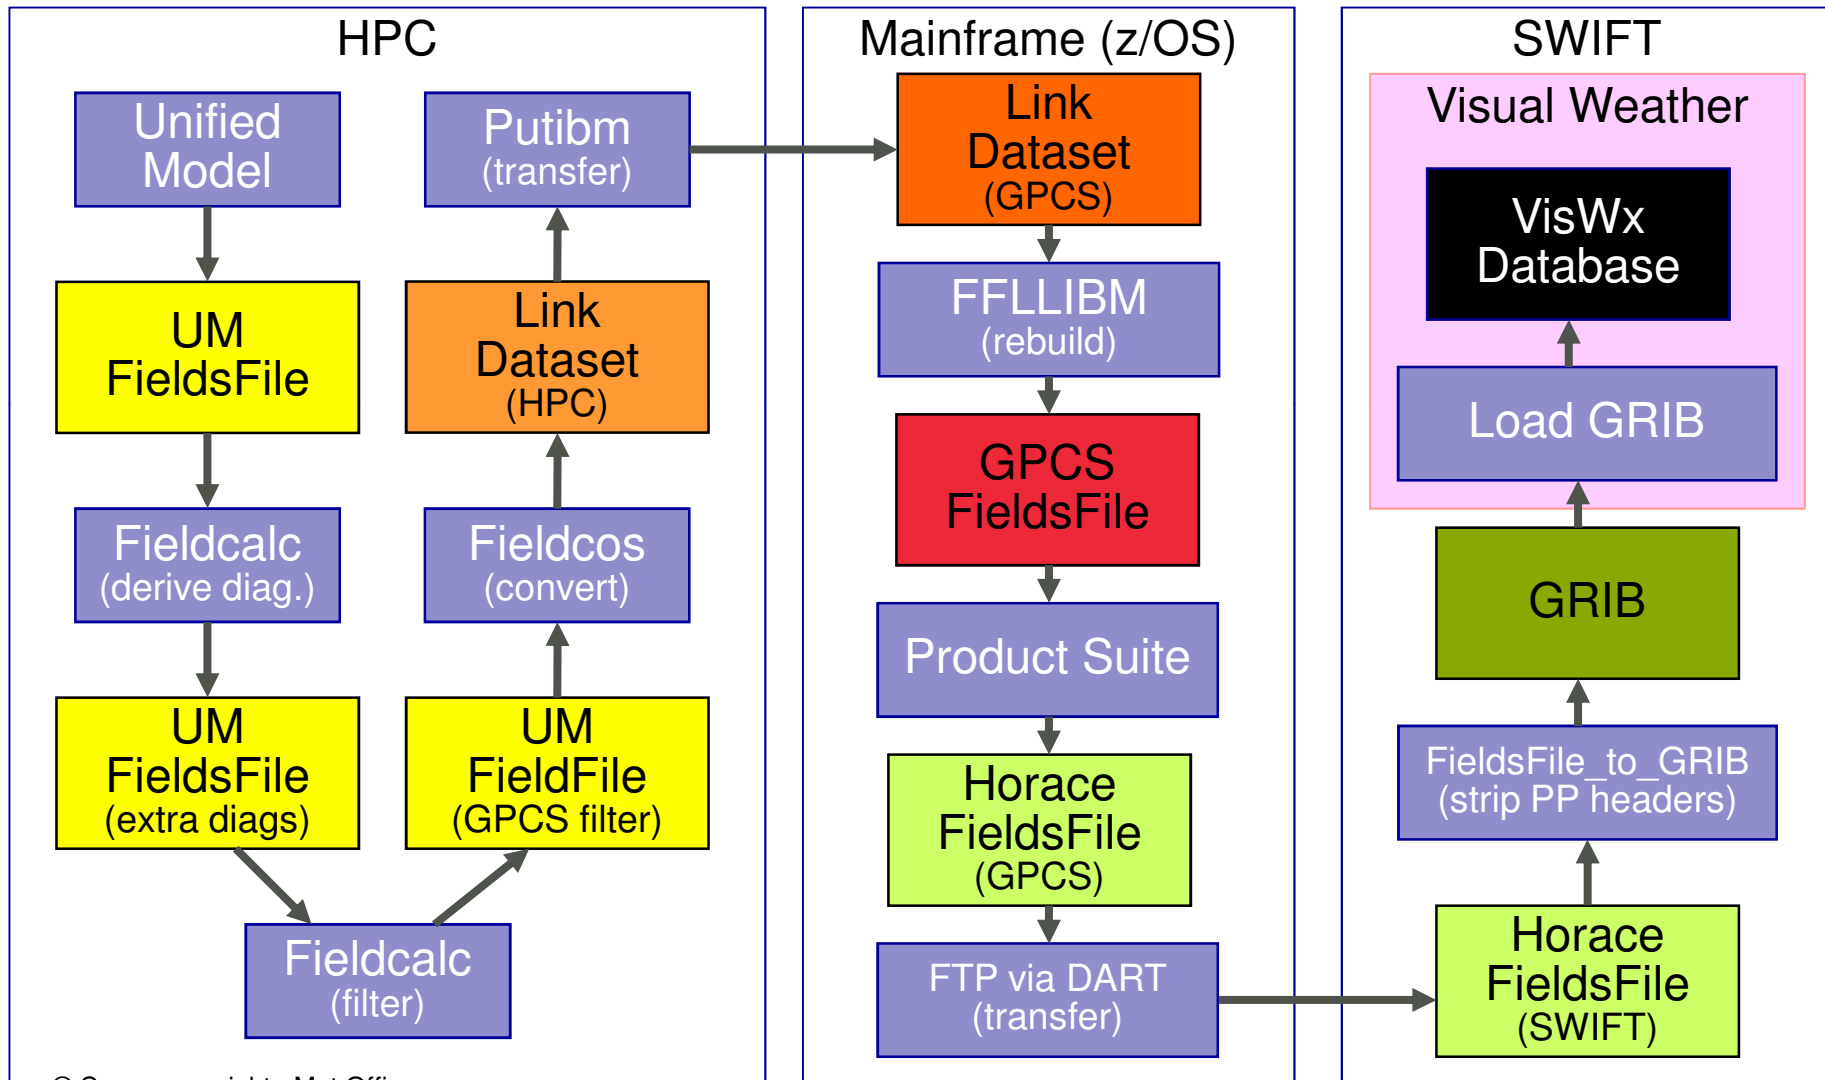 HPC
Unified
Model
UM
FieldsFile
Fieldcalc
(derive diag.)
UM
FieldsFile
(extra diags)
Fieldcalc
(filter)
UM
FieldFile
(GPCS filter)
Fieldcos
(convert)
Link
Dataset
(HPC)
Putibm
(transfer)
Mainframe (z/OS)
Link
Dataset
(GPCS)
FFLLIBM
(rebuild)
GPCS
FieldsFile
Product Suite
Horace
FieldsFile
(GPCS)
FTP via DART
(transfer)
SWIFT
Visual Weather
VisWx
Database
Load GRIB
GRIB
FieldsFile_to_GRIB
(strip PP headers)
Horace
FieldsFile
(SWIFT)